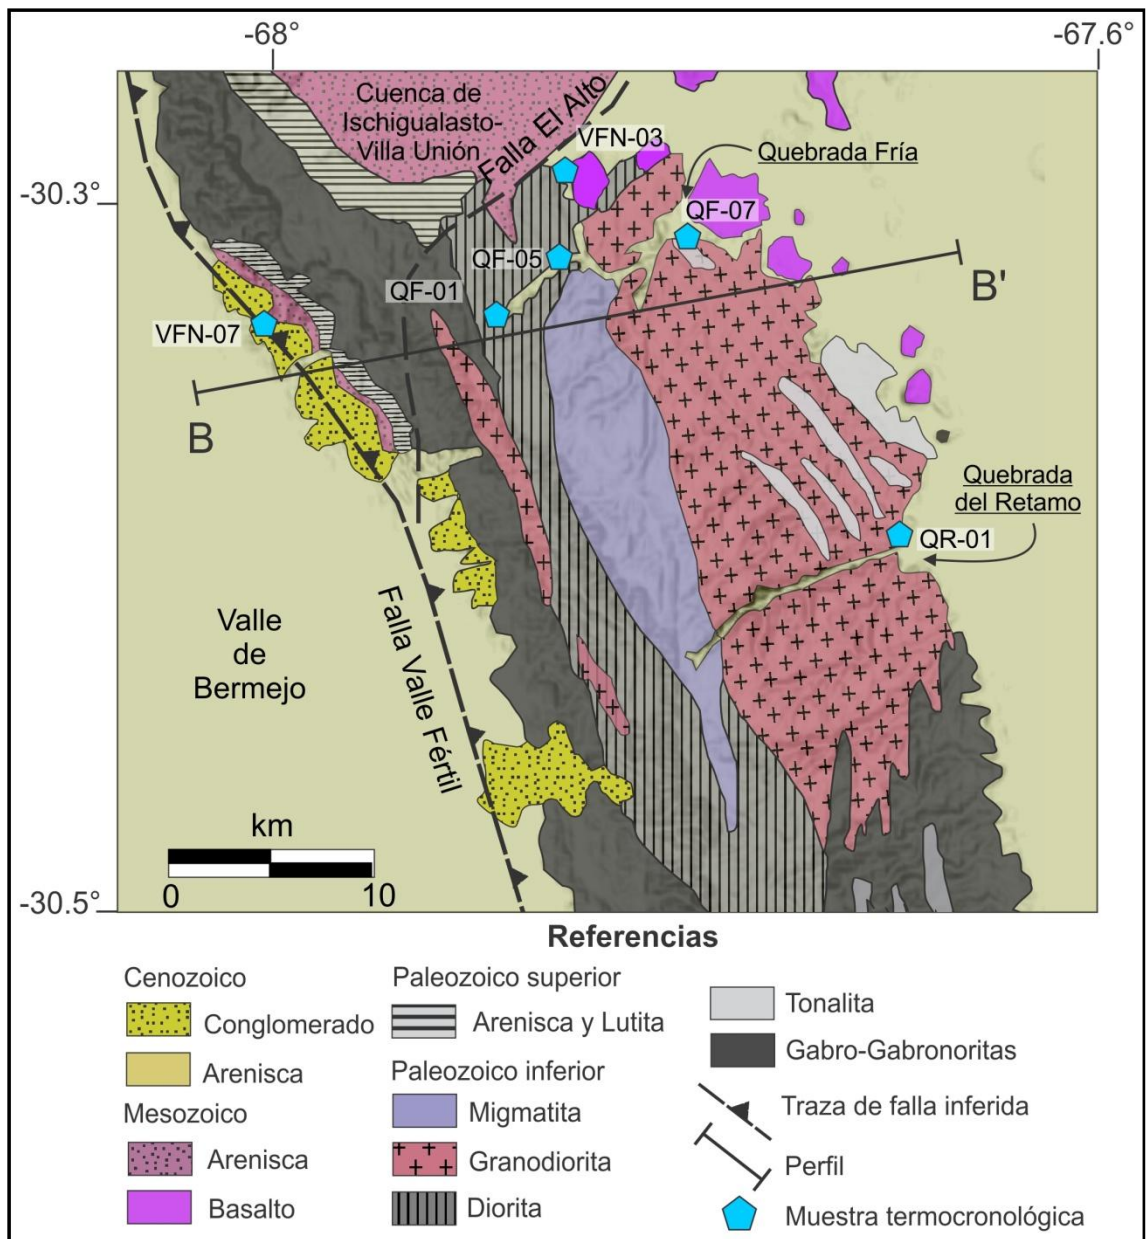 -68°
-67.6°
Cuenca de
Ischigualasto-
Villa Unión
Falla El Alto
VFN-03
Quebrada Fría
-30.3°
QF-07
QF-05
QF-01
B'
VFN-07
B
Quebrada
del Retamo
QR-01
Valle
de
Bermejo
Falla Valle Fértil
km
0
10
-30.5°
Referencias
Cenozoico
Conglomerado
Arenisca
Mesozoico
Arenisca
Basalto
Paleozoico superior
Arenisca y Lutita
Paleozoico inferior
Migmatita
Granodiorita
Diorita
Tonalita
Gabro-Gabronoritas
Traza de falla inferida
Perfil
Muestra termocronológica